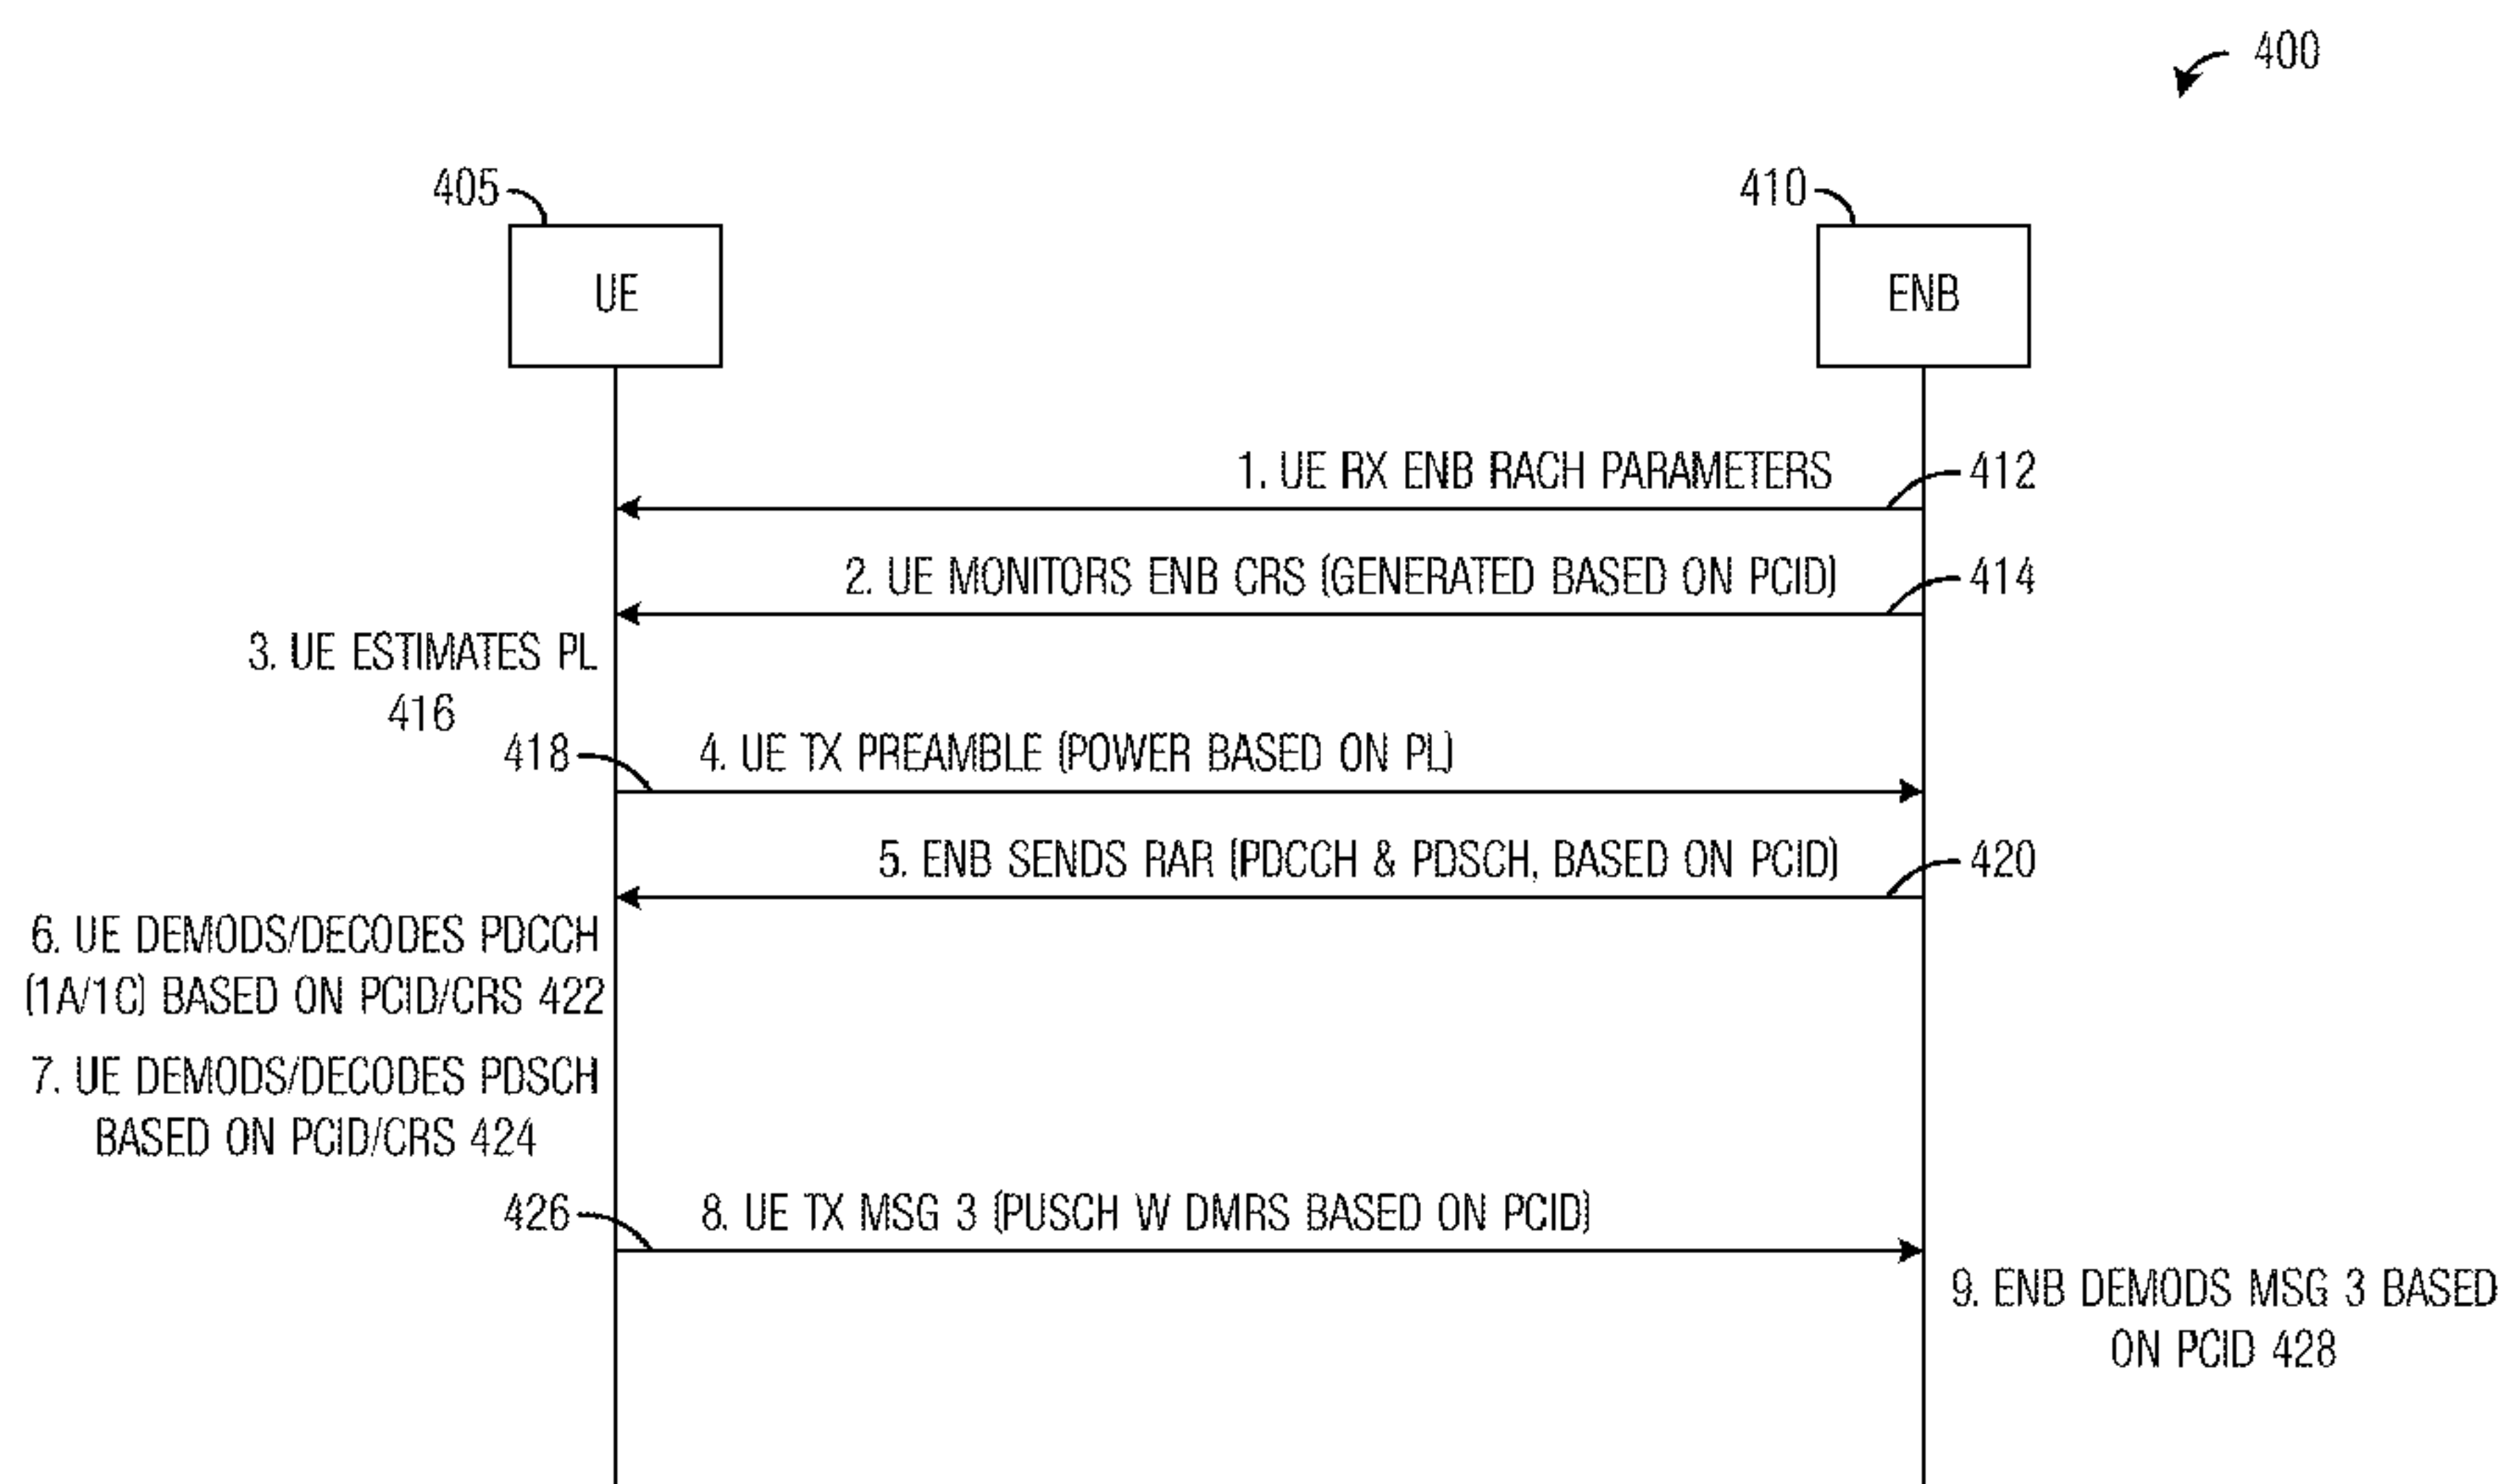 400
405
410
UE
ENB
1. UE RX ENB RACH PARAMETERS
412
2. UE MONITORS ENB CRS (GENERATED BASED ON PCID)
414
3. UE ESTIMATES PL
416
418
4. UE TX PREAMBLE (POWER BASED ON PL)
5. ENB SENDS RAR (PDCCH & PDSCH, BASED ON PCID)
420
6. UE DEMODS/DECODES PDCCH
(1A/1C) BASED ON PCID/CRS 422
7. UE DEMODS/DECODES PDSCH
BASED ON PCID/CRS 424
426
8. UE TX MSG 3 (PUSCH W DMRS BASED ON PCID)
9. ENB DEMODS MSG 3 BASED
ON PCID 428